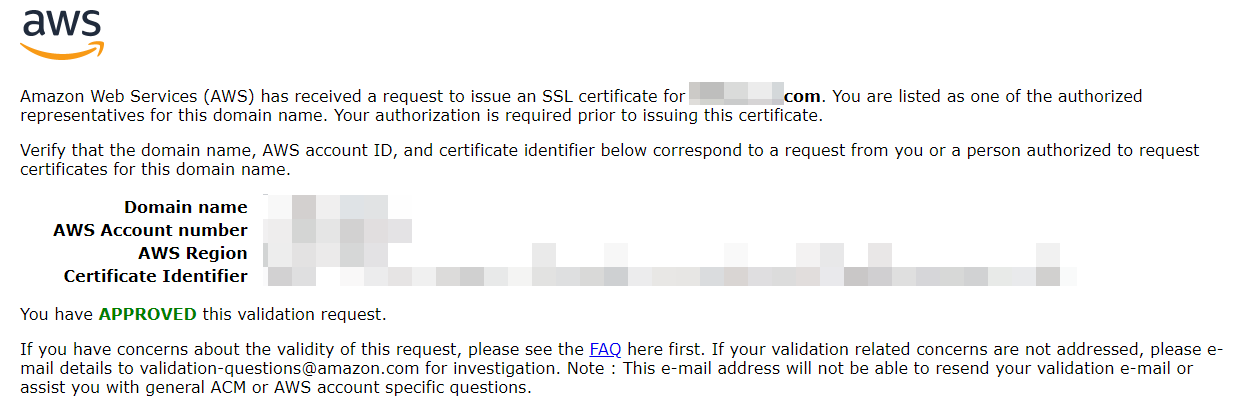 aws
Amazon Web Services (AWS) has received a request to issue an SSL certificate for com. You are listed as one of the authorized
representatives for this domain name. Your authorization is required prior to issuing this certificate.
Verify that the domain name, AWS account ID, and certificate identifier below correspond to a request from you or a person authorized to request
certificates for this domain name.
Domain name
AWS Account number
AWS Region
Certificate Identifier
You have APPROVED this validation request.
If you have concerns about the validity of this request, please see the FAQ here first. If your validation related concerns are not addressed, please e-
mail details to validation-questions@amazon.com for investigation. Note : This e-mail address will not be able to resend your validation e-mail or
assist you with general ACM or AWS account specific questions.